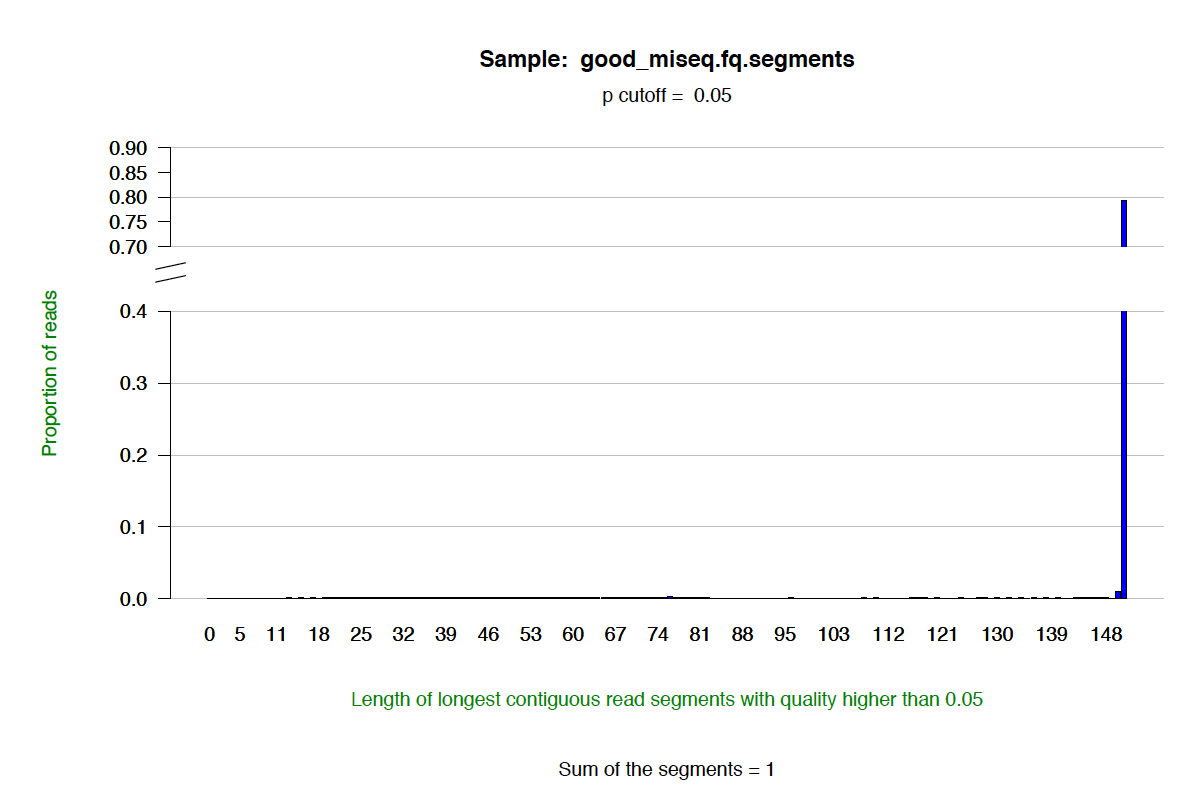 Sample:  good_miseq.fq.segments
p cutoff =  0.05
0.90
0.85
0.80
0.75
0.70
0.4
0.3
0.2
0.1
0.0
Proportion of reads
0 5 11 18 25 32 39 46 53 60 67 74 81 88 95 103 112 121 130 139 148
Length of longest contiguous read segments with quality higher than 0.05
Sum of the segments = 1